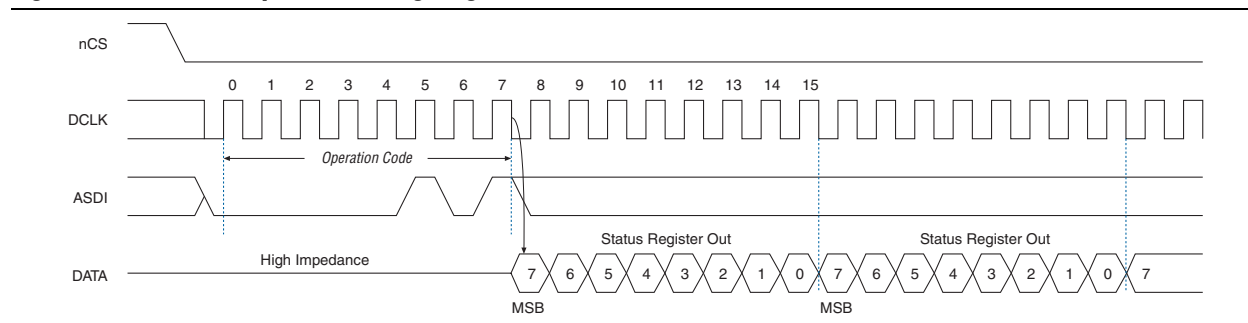 nCS
0 1 2 3 4 5 6 7 8 9 10 11 12 13 14 15
DCLK
Operation Code
ASDI
Status Register Out Status Register Out
High Impedance
DATA 7 6 5 4 3 2 1 0 7 6 5 4 3 2 1 0 7
MSB MSB